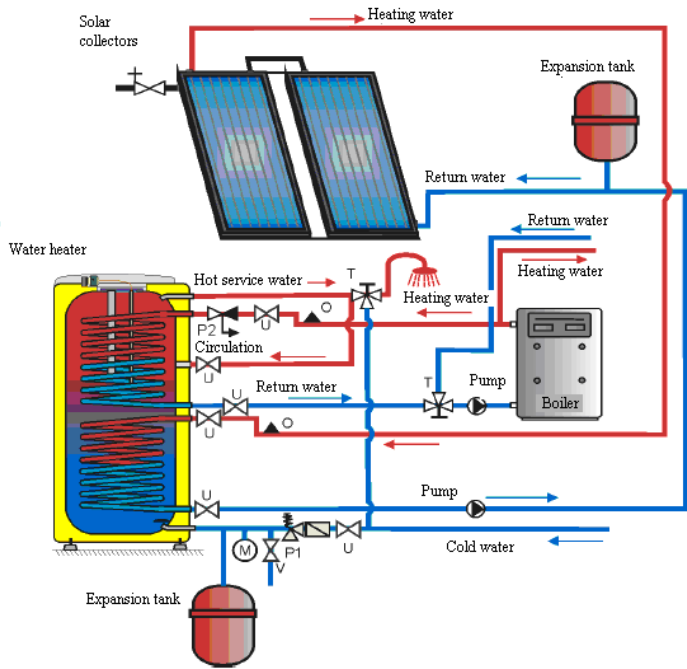 Solar
collectors
Heating water
Expansion tank
Return water
Return water
Water heater
Hot service water
T
Heating water
Heating water
O
P2
U
Circulation
U
Return water
T
Pump
Boiler
U
U
O
U
Pump
M
V
P1
U
Cold water
Expansion tank